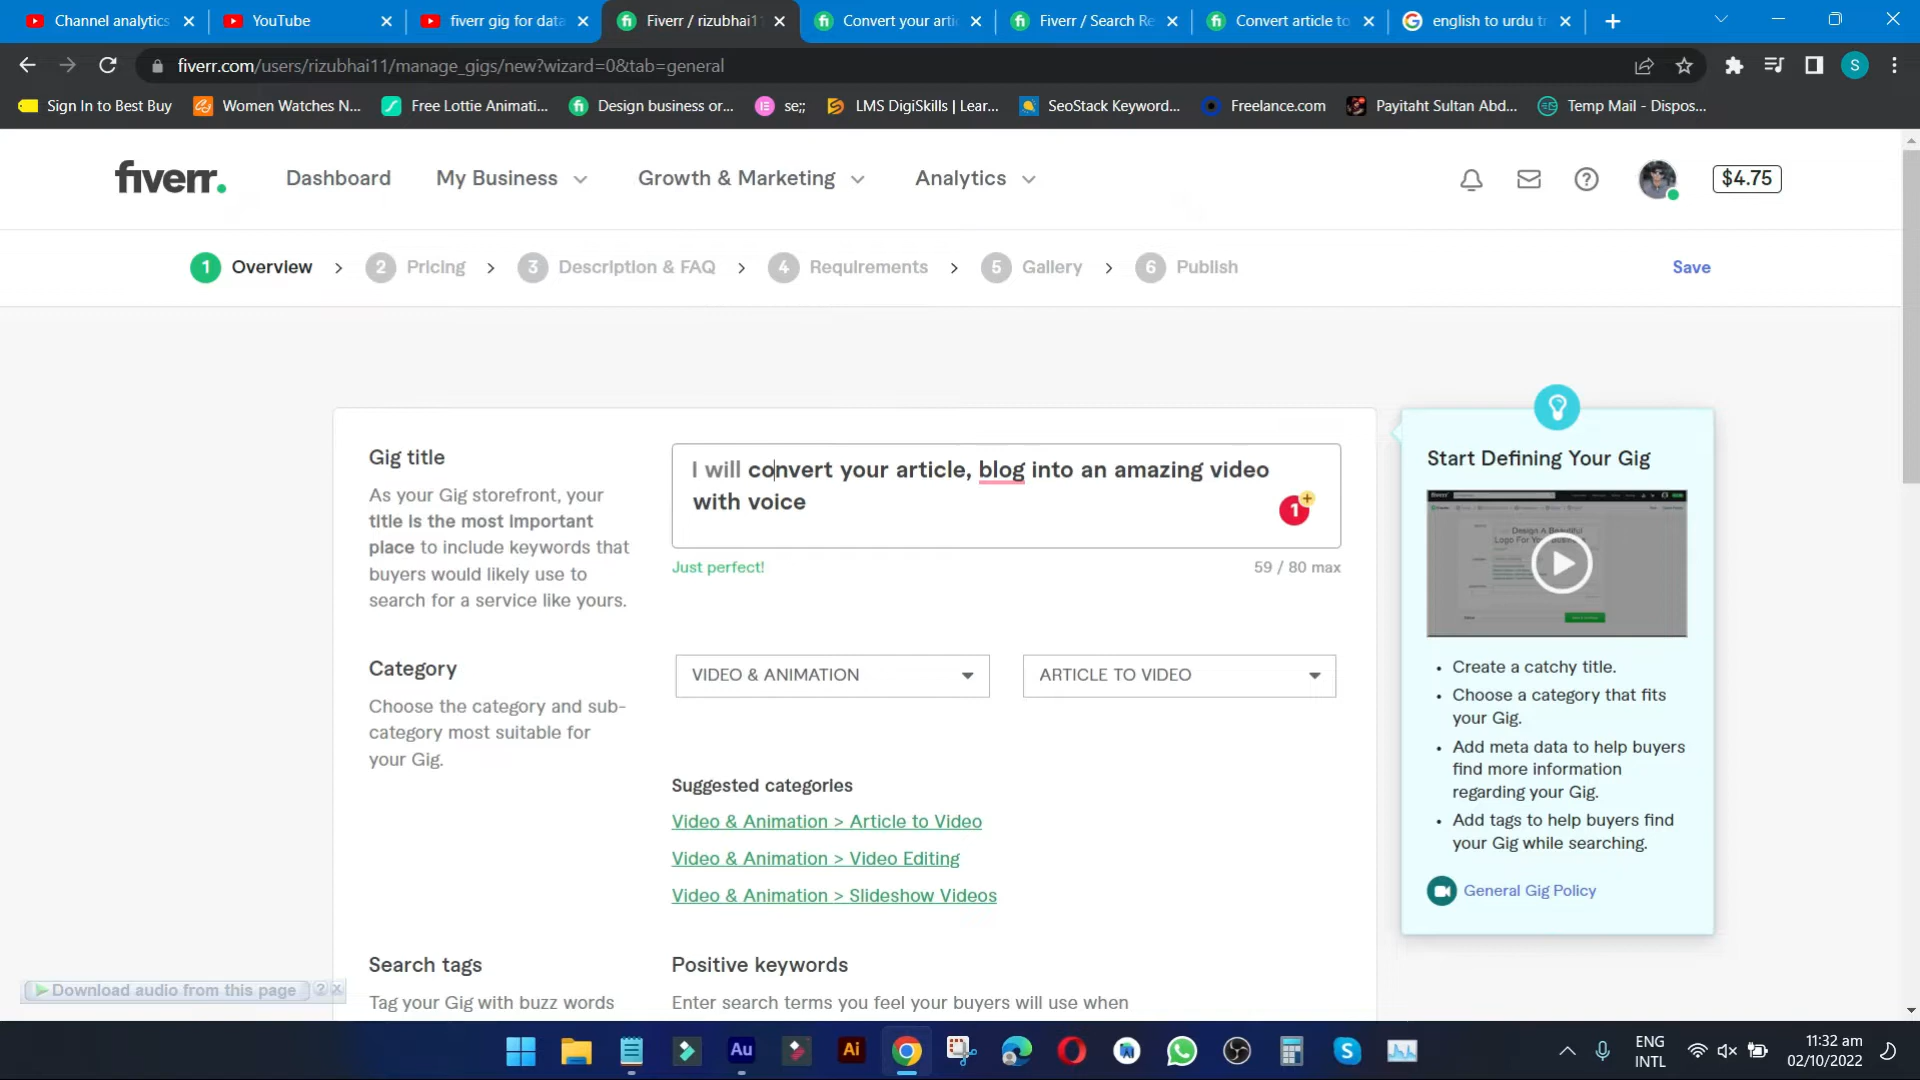 Channel analytics
YouTube
fiverr gig for data
Fiverr / rizubhai11
Convert your arti
Fiverr / Search Re
Convert article to
english to urdu tr
fiverr.com/users/rizubhai11/manage_gigs/new?wizard=0&tab=general
S
Sign In to Best Buy
Women Watches N...
Free Lottie Animati...
Design business or...
se;;
LMS DigiSkills | Lear...
SeoStack Keyword...
Freelance.com
Payitaht Sultan Abd...
Temp Mail - Dispos...
fiverr.
Dashboard
My Business
Growth & Marketing
Analytics
$4.75
1 Overview
2 Pricing
3 Description & FAQ
4 Requirements
5 Gallery
6 Publish
Save
Gig title
As your Gig storefront, your
title is the most important
place to include keywords that
buyers would likely use to
search for a service like yours.
I will convert your article, blog into an amazing video
with voice
1
Just perfect!
59 / 80 max
Category
Choose the category and sub-
category most suitable for
your Gig.
VIDEO & ANIMATION
ARTICLE TO VIDEO
Suggested categories
Video & Animation > Article to Video
Video & Animation > Video Editing
Video & Animation > Slideshow Videos
Search tags
Tag your Gig with buzz words
Positive keywords
Enter search terms you feel your buyers will use when
Start Defining Your Gig
Design A Beautiful
Logo For You Business
Create a catchy title.
Choose a category that fits
your Gig.
Add meta data to help buyers
find more information
regarding your Gig.
Add tags to help buyers find
your Gig while searching.
General Gig Policy
Download audio from this page
Au
Ai
ENG
INTL
11:32 am
02/10/2022